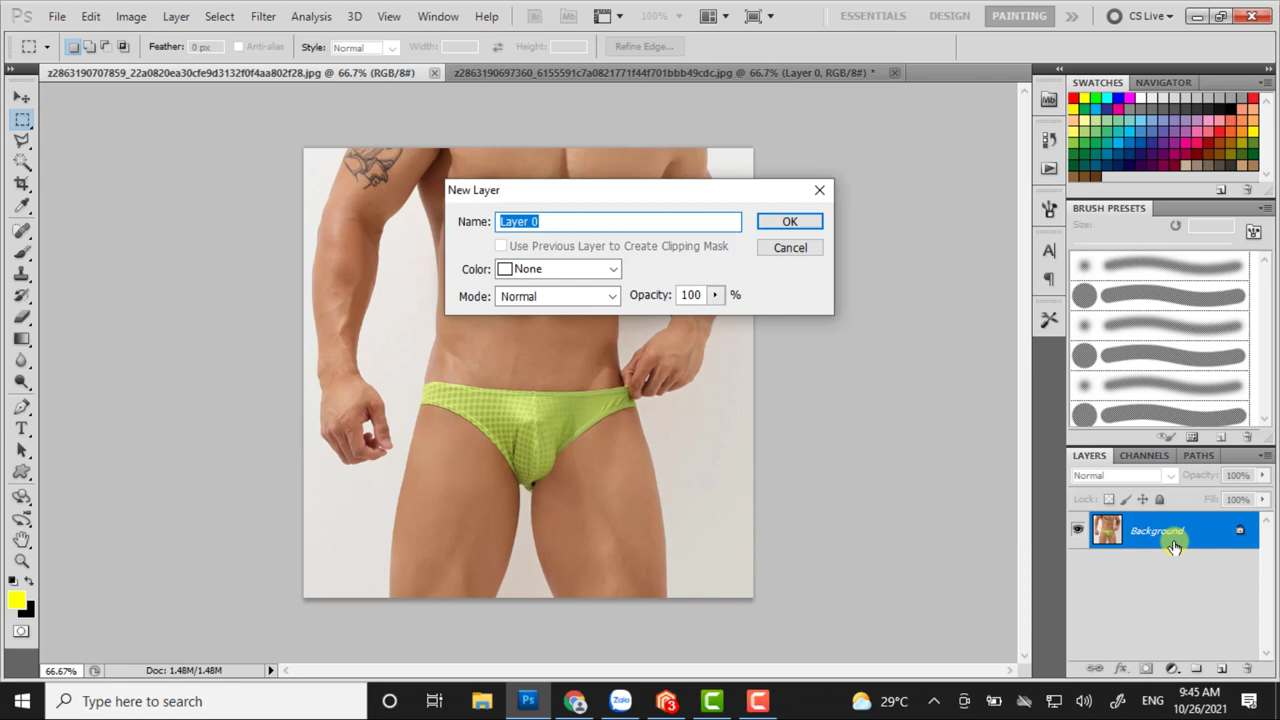 Ps File Edit Image Layer Select Filter Analysis 3D View Window Help Br Mb 100% ESSENTIALS DESIGN PAINTING CS Live
Feather: 0 px Anti-alias Style: Normal Width: Height: Refine Edge...
z2863190707859_22a0820ea30cfe9d3132f0f4aa802f28.jpg @ 66.7% (RGB/8#) z2863190697360_6155591c7a0821771f44f701bbb49cdc.jpg @ 66.7% (Layer 0, RGB/8#) *
SWATCHES NAVIGATOR
Mb
New Layer
Name: Layer 0 OK
Use Previous Layer to Create Clipping Mask Cancel
Color: None
Mode: Normal Opacity: 100 %
BRUSH PRESETS
Size:
LAYERS CHANNELS PATHS
Normal Opacity: 100%
Lock: Fill: 100%
Background
66.67% Doc: 1.48M/1.48M
Type here to search
Ps Zalo
29°C ENG 9:45 AM
10/26/2021